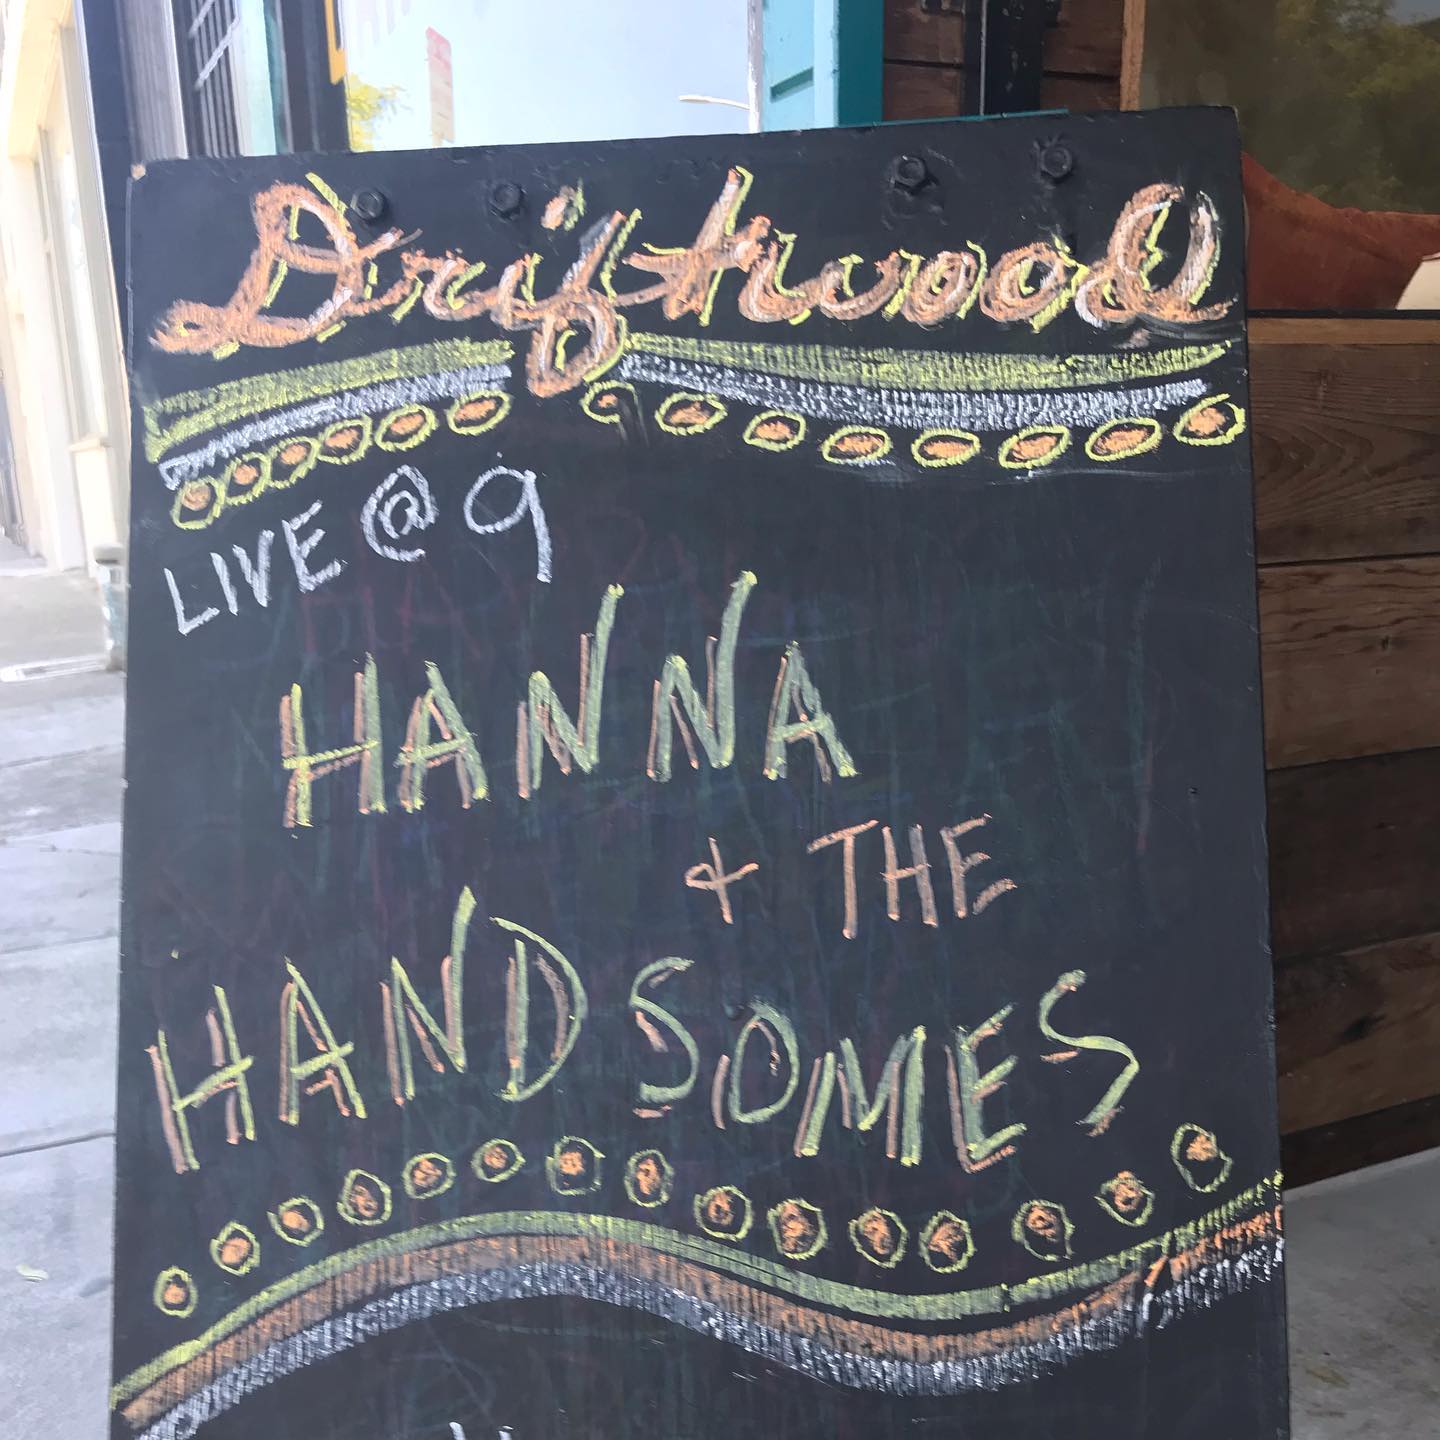 Driftwood
LIVE @ 9
HANNA
+ THE
HANDSOMES